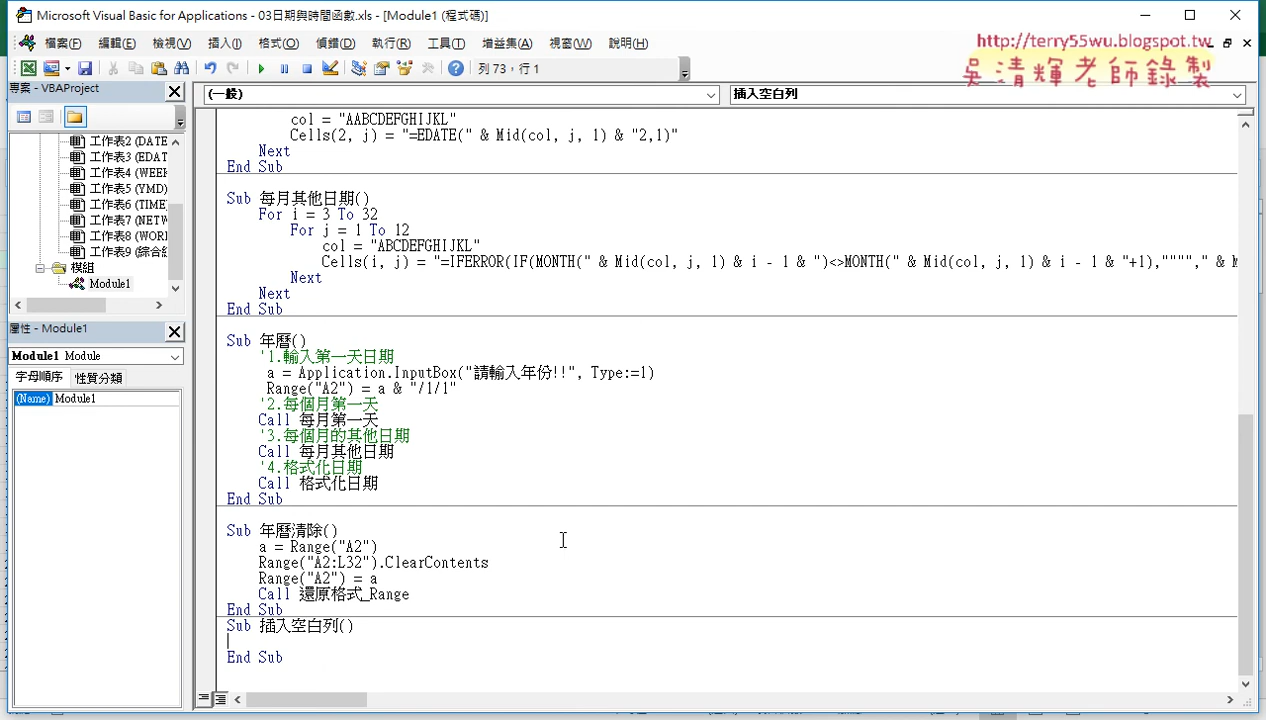 Microsoft Visual Basic for Applications - 03日期與時間函數.xls - [Module1 (程式碼)]
檔案(F) 編輯(E) 檢視(V) 插入(I) 格式(O) 偵錯(D) 執行(R) 工具(T) 增益集(A) 視窗(W) 說明(H)
http://terry55wu.blogspot.tw
吳清輝老師錄製
列 73，行 1
專案 - VBAProject
(一般) 插入空白列
工作表2 (DATE
工作表3 (EDAT
工作表4 (WEEK
工作表5 (YMD)
工作表6 (TIME)
工作表7 (NETW
工作表8 (WORK
工作表9 (綜合
模組
Module1
屬性 - Module1
Module1 Module
字母順序 性質分類
(Name) Module1
col = "AABCDEFGHIJKL"
Cells(2, j) = "=EDATE(" & Mid(col, j, 1) & "2,1)"
Next
End Sub
Sub 每月其他日期()
For i = 3 To 32
For j = 1 To 12
col = "ABCDEFGHIJKL"
Cells(i, j) = "=IFERROR(IF(MONTH(" & Mid(col, j, 1) & i - 1 & ")<>MONTH(" & Mid(col, j, 1) & i - 1 & "+1),""""," & M
Next
Next
End Sub
Sub 年曆()
'1.輸入第一天日期
a = Application.InputBox("請輸入年份!!", Type:=1)
Range("A2") = a & "/1/1"
'2.每個月第一天
Call 每月第一天
'3.每個月的其他日期
Call 每月其他日期
'4.格式化日期
Call 格式化日期
End Sub
Sub 年曆清除()
a = Range("A2")
Range("A2:L32").ClearContents
Range("A2") = a
Call 還原格式_Range
End Sub
Sub 插入空白列()
End Sub